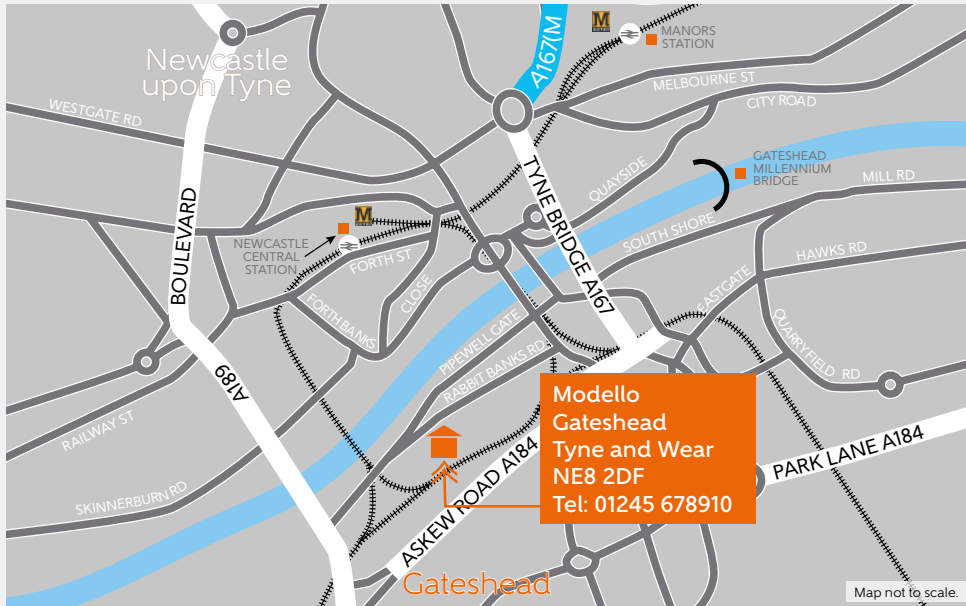 A167(M
M
METRO
MANORS
STATION
Newcastle
upon Tyne
MELBOURNE ST
CITY ROAD
WESTGATE RD
TYNE BRIDGE A167
QUAYSIDE
GATESHEAD
MILLENNIUM
BRIDGE
MILL RD
BOULEVARD
M
NEWCASTLE
CENTRAL
STATION
FORTH ST
SOUTH SHORE
HAWKS RD
CLOSE
FORTH BANKS
EASTGATE
PIPEWELL GATE
QUARRYFIELD RD
RABBIT BANKS RD
A189
RAILWAY ST
Modello
Gateshead
Tyne and Wear
NE8 2DF
Tel: 01245 678910
PARK LANE A184
SKINNERBURN RD
ASKEW ROAD A184
Gateshead
Map not to scale.